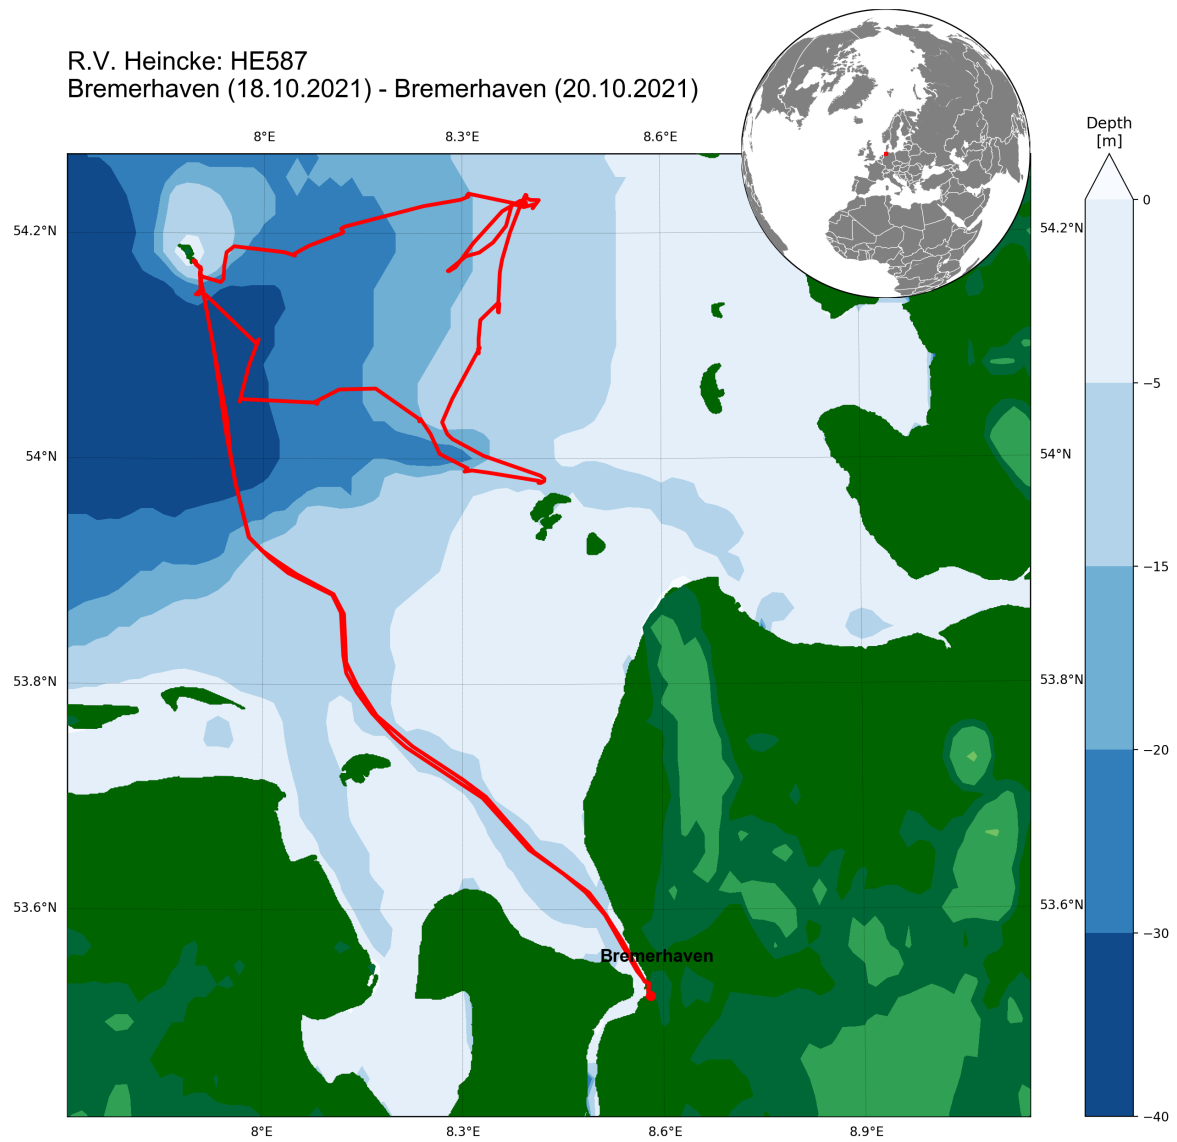 R.V. Heincke: HE587
Bremerhaven (18.10.2021) - Bremerhaven (20.10.2021)
Depth
[m]
8°E 8.3°E 8.6°E
0
54.2°N 54.2°N
−5
54°N 54°N
−15
53.8°N 53.8°N
−20
53.6°N 53.6°N
−30
Bremerhaven
−40
8°E 8.3°E 8.6°E 8.9°E